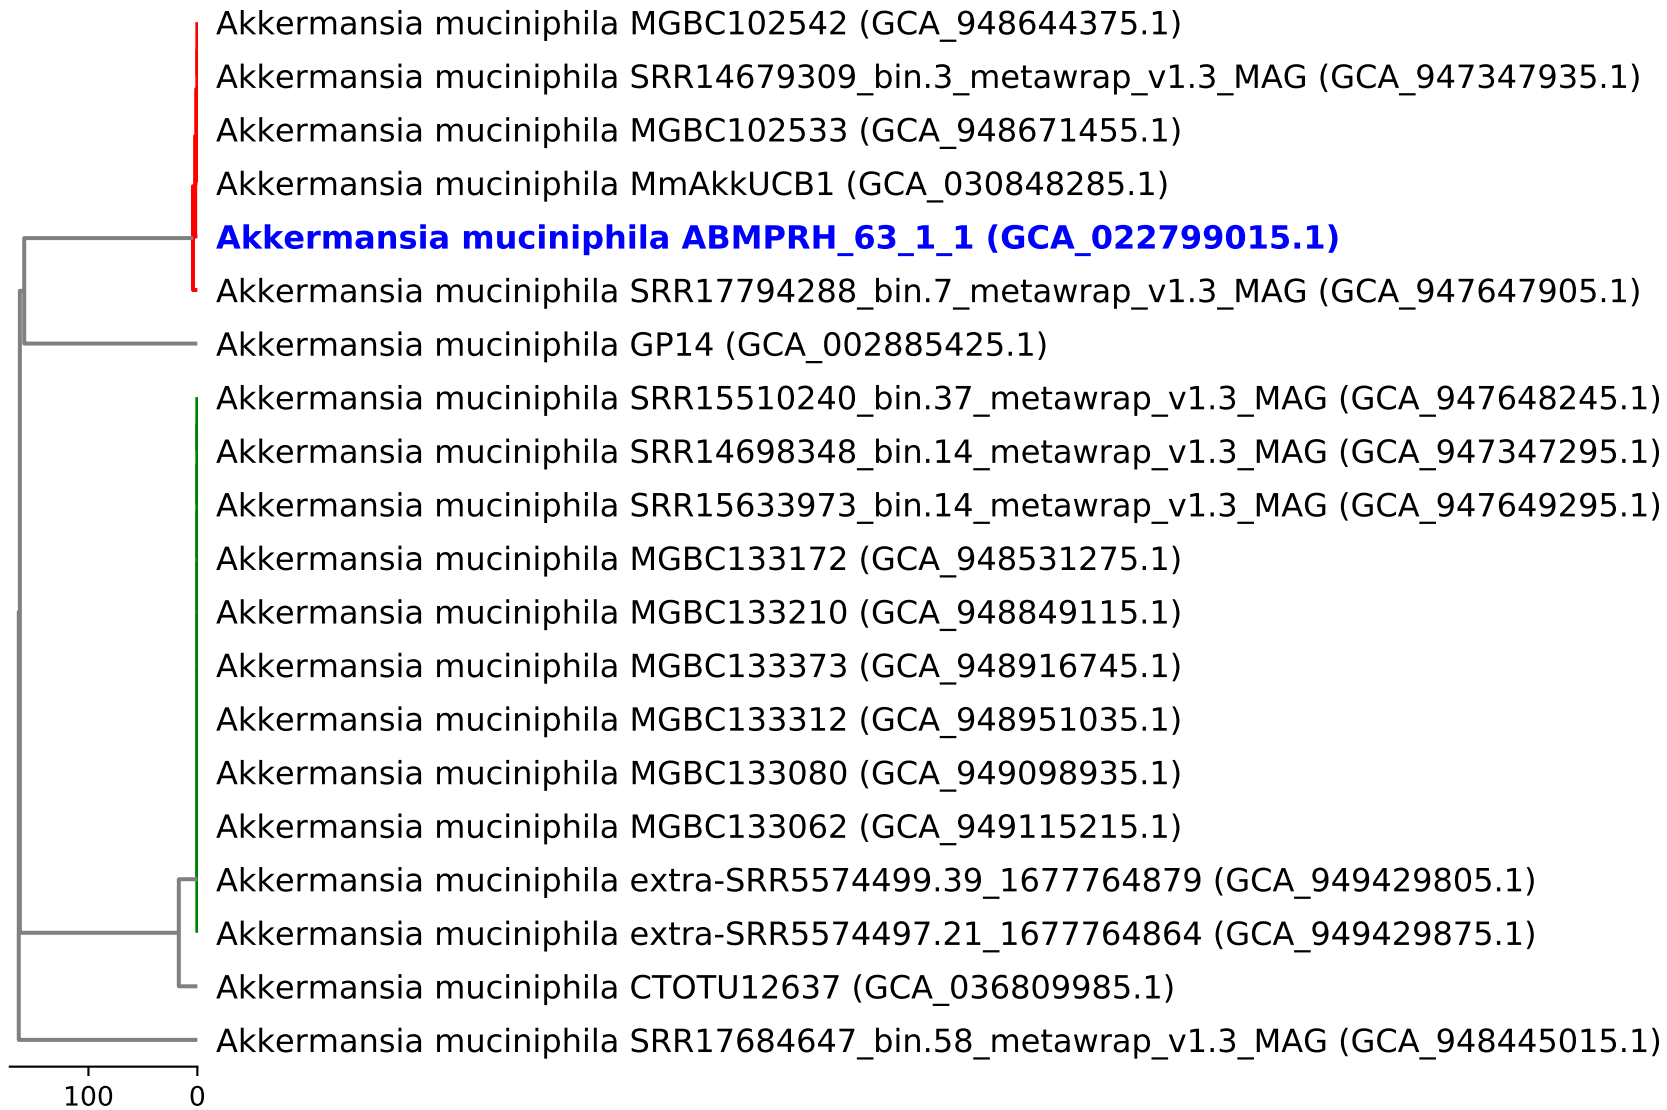 Akkermansia muciniphila MGBC102542 (GCA_948644375.1)
Akkermansia muciniphila SRR14679309_bin.3_metawrap_v1.3_MAG (GCA_947347935.1)
Akkermansia muciniphila MGBC102533 (GCA_948671455.1)
Akkermansia muciniphila MmAkkUCB1 (GCA_030848285.1)
Akkermansia muciniphila ABMPRH_63_1_1 (GCA_022799015.1)
Akkermansia muciniphila SRR17794288_bin.7_metawrap_v1.3_MAG (GCA_947647905.1)
Akkermansia muciniphila GP14 (GCA_002885425.1)
Akkermansia muciniphila SRR15510240_bin.37_metawrap_v1.3_MAG (GCA_947648245.1)
Akkermansia muciniphila SRR14698348_bin.14_metawrap_v1.3_MAG (GCA_947347295.1)
Akkermansia muciniphila SRR15633973_bin.14_metawrap_v1.3_MAG (GCA_947649295.1)
Akkermansia muciniphila MGBC133172 (GCA_948531275.1)
Akkermansia muciniphila MGBC133210 (GCA_948849115.1)
Akkermansia muciniphila MGBC133373 (GCA_948916745.1)
Akkermansia muciniphila MGBC133312 (GCA_948951035.1)
Akkermansia muciniphila MGBC133080 (GCA_949098935.1)
Akkermansia muciniphila MGBC133062 (GCA_949115215.1)
Akkermansia muciniphila extra-SRR5574499.39_1677764879 (GCA_949429805.1)
Akkermansia muciniphila extra-SRR5574497.21_1677764864 (GCA_949429875.1)
Akkermansia muciniphila CTOTU12637 (GCA_036809985.1)
Akkermansia muciniphila SRR17684647_bin.58_metawrap_v1.3_MAG (GCA_948445015.1)
100 0